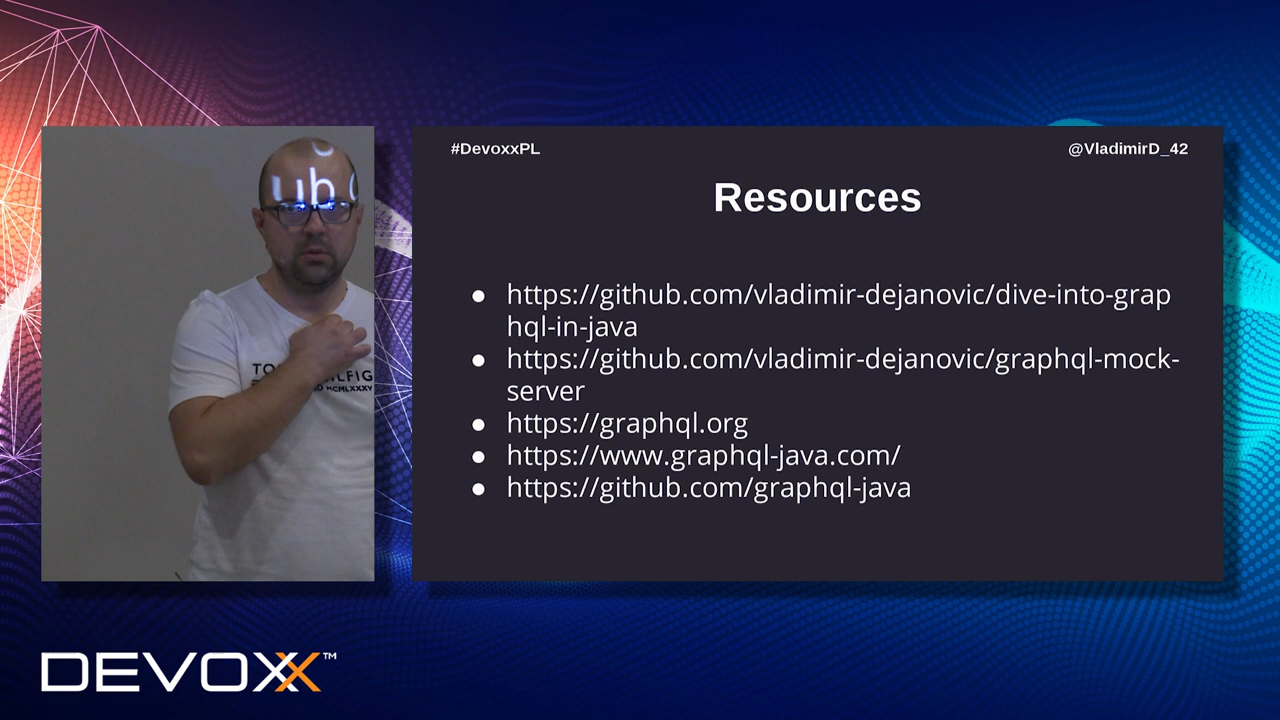 #DevoxxPL
@VladimirD_42
Resources
● https://github.com/vladimir-dejanovic/dive-into-grap
hql-in-java
● https://github.com/vladimir-dejanovic/graphql-mock-
server
● https://graphql.org
● https://www.graphql-java.com/
● https://github.com/graphql-java
ub
DEVOXX™